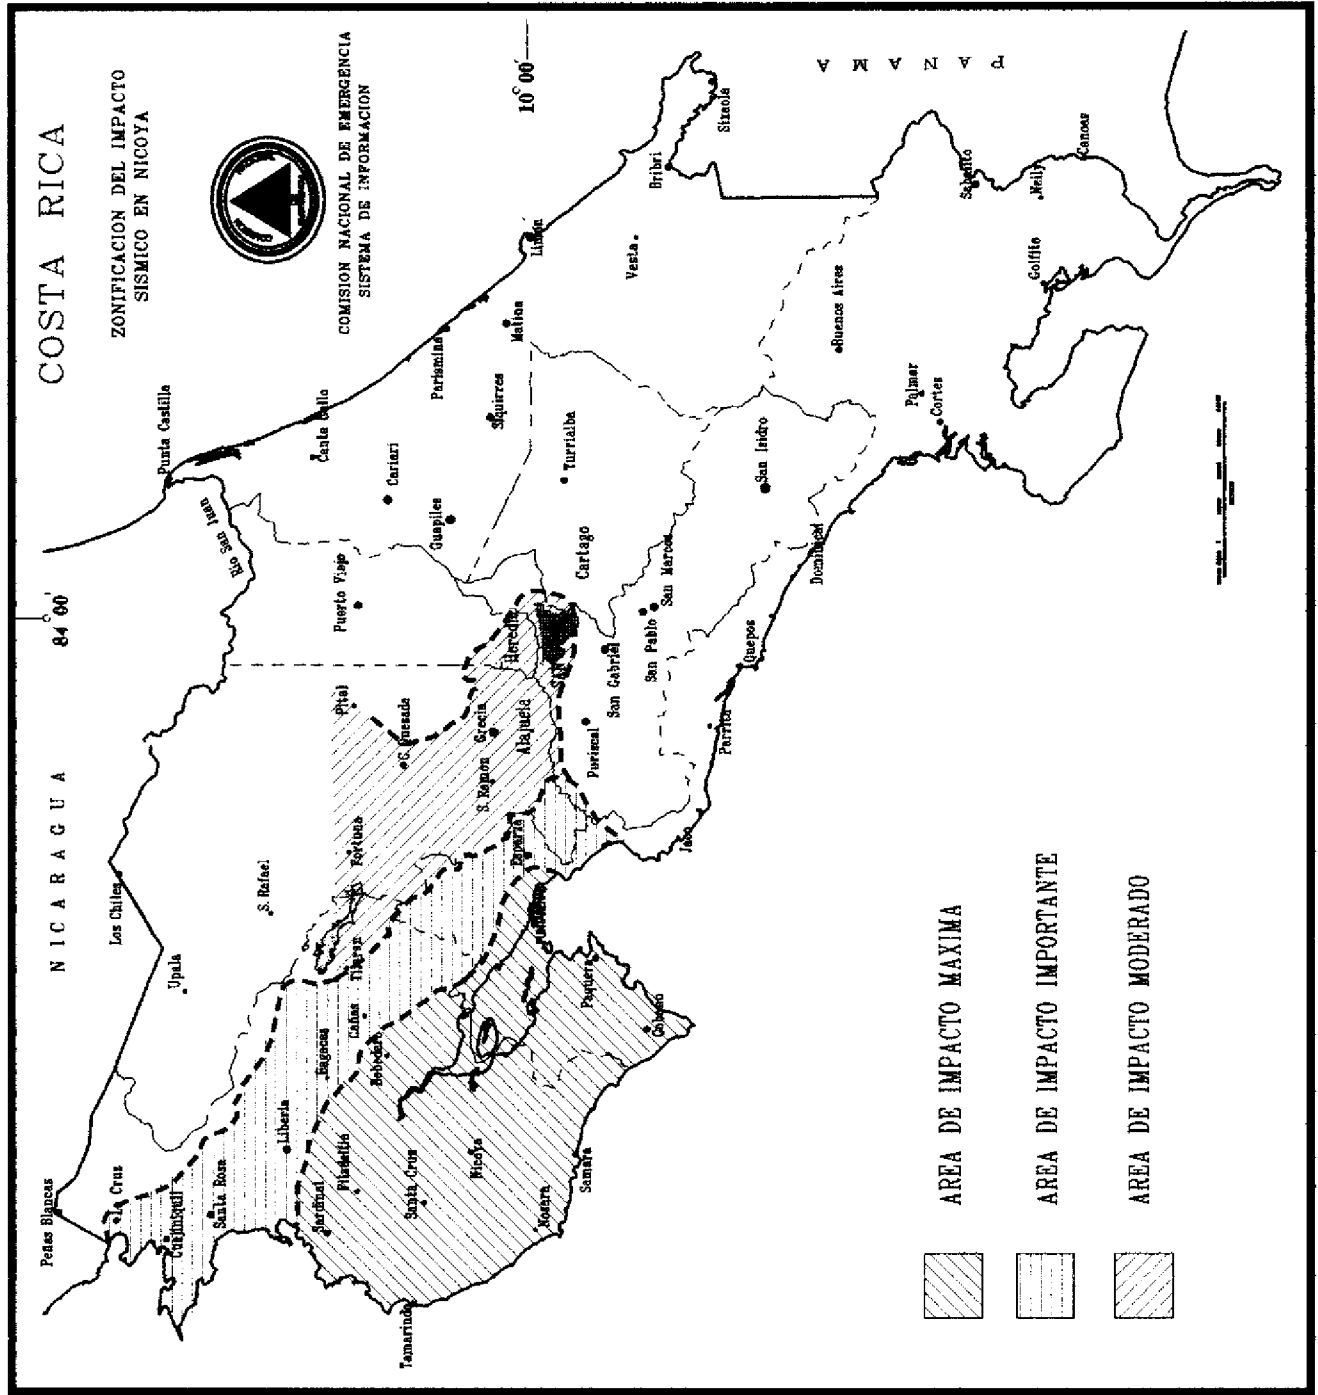 COSTA RICA
ZONIFICACION DEL IMPACTO
SISMICO EN NICOYA
COMISION NACIONAL DE EMERGENCIA
SISTEMA DE INFORMACION
84° 00'
10° 00'
NICARAGUA
PANAMA
Peñas Blancas
La Cruz
Cuajiniquil
Santa Rosa
Liberia
Sardinal
Filadelfia
Santa Cruz
Nicoya
Tamarindo
Nosara
Samara
Bagaces
Cañas
Bebedero
Tilaran
Upala
Los Chiles
S. Rafael
Fortuna
Pital
C. Quesada
Grecia
S. Ramon
Alajuela
Esparza
Paquera
Cobano
Jaco
Parrita
Puriscal
Heredia
SAN
San Gabriel
San Pablo
San Marcos
Quepos
Cartago
Puerto Viejo
Rio San Juan
Punta Castilla
Cariari
Guapiles
Siquirres
Parismina
Matina
Limon
Turrialba
San Isidro
Dominical
Vesta
Bribri
Sixaola
Buenos Aires
Palmar
Cortes
Golfito
Sabalito
Neily
Canoas
AREA DE IMPACTO MAXIMA
AREA DE IMPACTO IMPORTANTE
AREA DE IMPACTO MODERADO